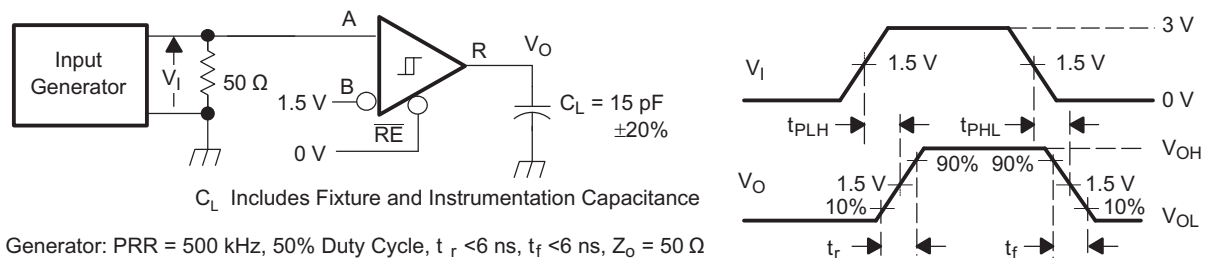 Input
Generator
V_I
50 Ω
A
B
1.5 V
RE
0 V
R
V_O
C_L = 15 pF
±20%
C_L Includes Fixture and Instrumentation Capacitance
Generator: PRR = 500 kHz, 50% Duty Cycle, t_r <6 ns, t_f <6 ns, Z_o = 50 Ω
3 V
V_I
1.5 V
1.5 V
0 V
t_PLH
t_PHL
V_OH
90%
90%
V_O
1.5 V
1.5 V
10%
10%
V_OL
t_r
t_f